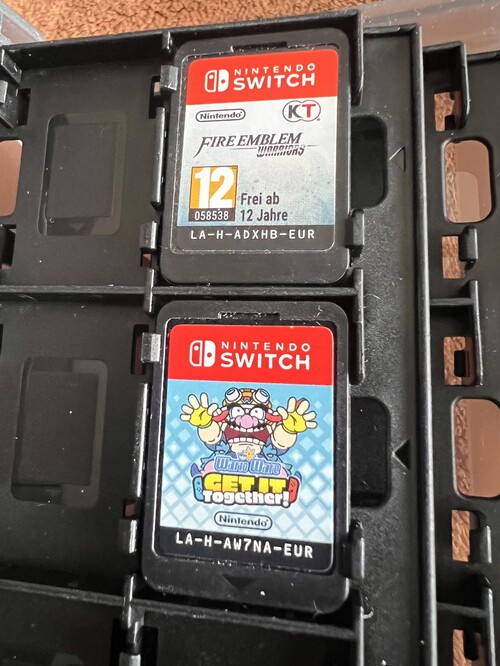 NINTENDO
SWITCH
Nintendo
KT
FIRE EMBLEM
WARRIORS
12
058538
Frei ab
12 Jahre
LA-H-ADXHB-EUR
NINTENDO
SWITCH
Wario Ware
GET IT
Together!
Nintendo
LA-H-AW7NA-EUR